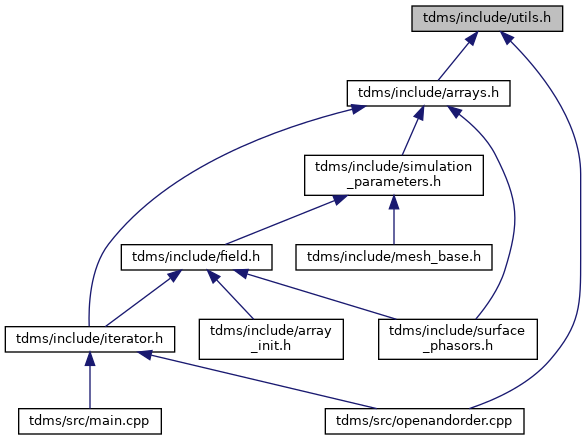 tdms/include/utils.h
tdms/include/arrays.h
tdms/include/simulation
_parameters.h
tdms/include/field.h
tdms/include/mesh_base.h
tdms/include/iterator.h
tdms/include/array
_init.h
tdms/include/surface
_phasors.h
tdms/src/main.cpp
tdms/src/openandorder.cpp